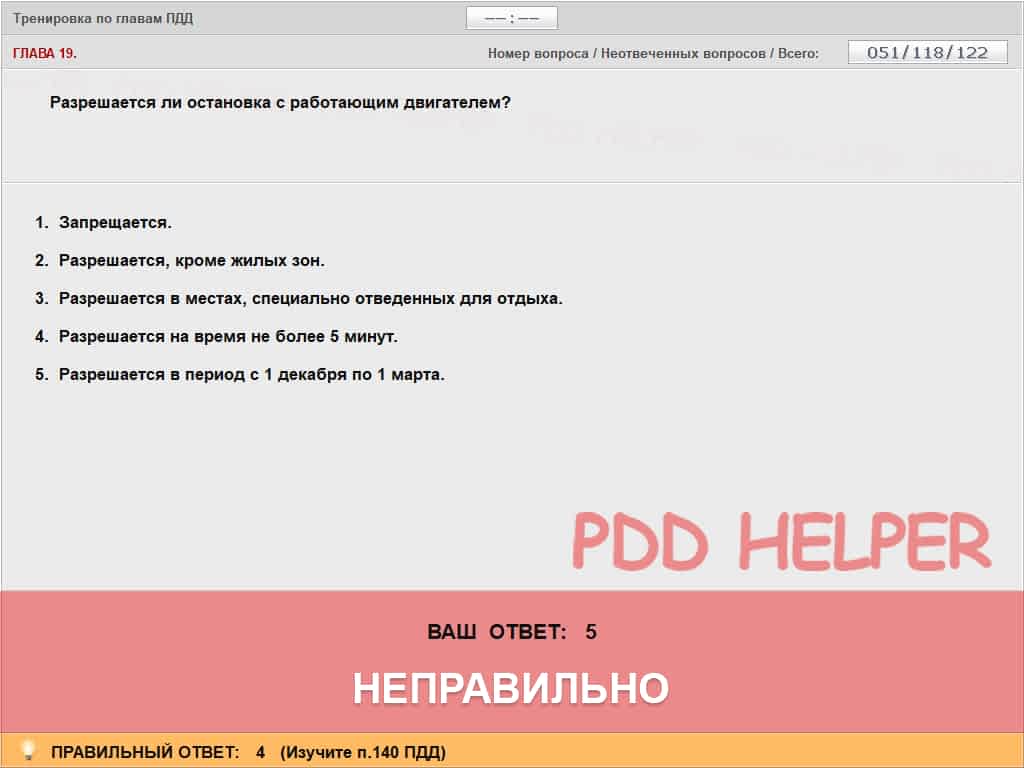 Тренировка по главам ПДД
—— : ——
ГЛАВА 19.
Номер вопроса / Неотвеченных вопросов / Всего: 051/118/122
Разрешается ли остановка с работающим двигателем?
1. Запрещается.
2. Разрешается, кроме жилых зон.
3. Разрешается в местах, специально отведенных для отдыха.
4. Разрешается на время не более 5 минут.
5. Разрешается в период с 1 декабря по 1 марта.
PDD HELPER
ВАШ ОТВЕТ: 5
НЕПРАВИЛЬНО
ПРАВИЛЬНЫЙ ОТВЕТ: 4 (Изучите п.140 ПДД)